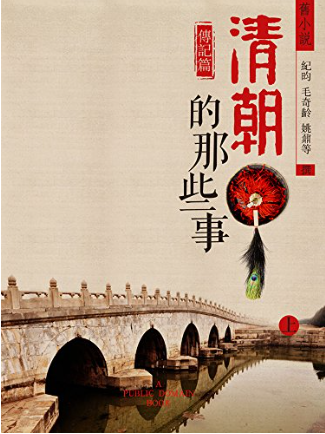 舊小說
紀昀 毛奇齡 姚鼐等 撰
清朝
的那些事
傳記篇
上
A
PUBLIC DOMAIN
BOOK